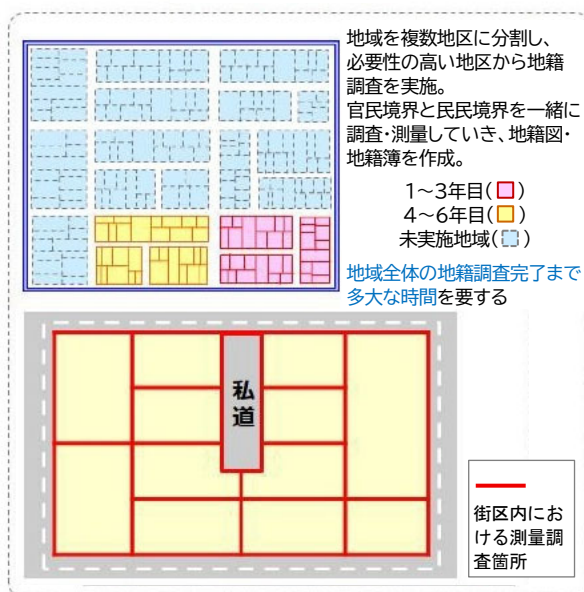 地域を複数地区に分割し、
必要性の高い地区から地籍
調査を実施。
官民境界と民民境界を一緒に
調査・測量していき、地籍図・
地籍簿を作成。
1～3年目( )
4～6年目( )
未実施地域( )
地域全体の地籍調査完了まで
多大な時間を要する
私道
街区内にお
ける測量調
査箇所